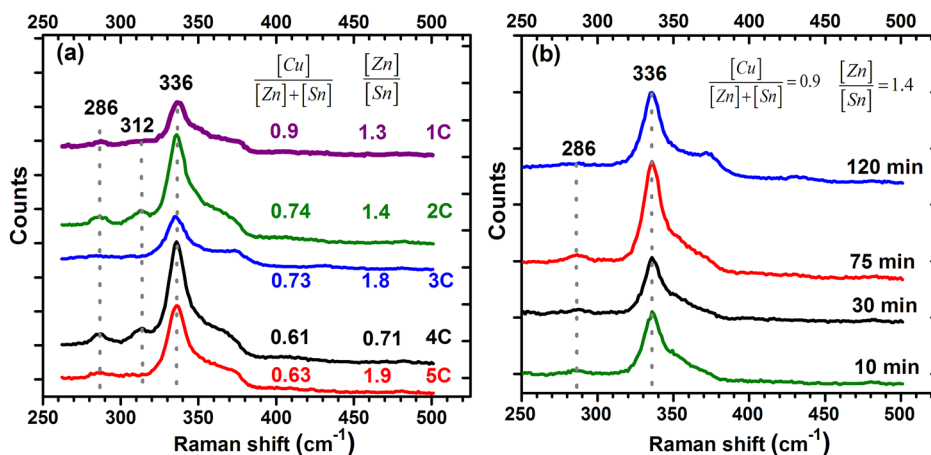 250 300 350 400 450 500
(a)
[Cu] / [Zn]+[Sn]
[Zn] / [Sn]
336
286
312
0.9 1.3 1C
0.74 1.4 2C
0.73 1.8 3C
0.61 0.71 4C
0.63 1.9 5C
Counts
250 300 350 400 450 500
Raman shift (cm-1)
250 300 350 400 450 500
(b)
336
[Cu] / [Zn]+[Sn] =0.9
[Zn] / [Sn] =1.4
286
120 min
75 min
30 min
10 min
Counts
250 300 350 400 450 500
Raman shift (cm-1)